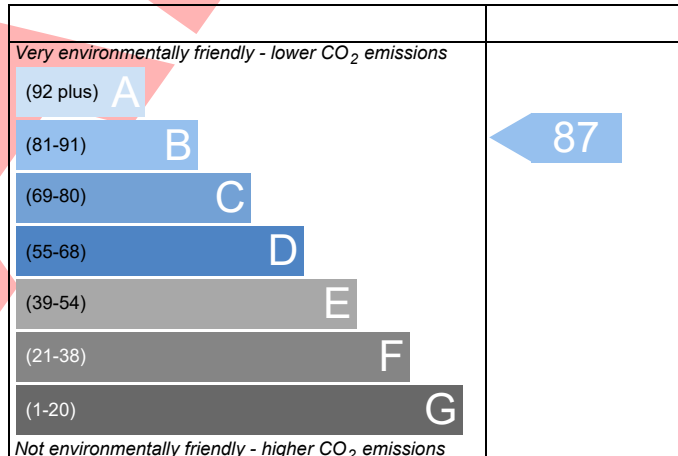 Very environmentally friendly - lower CO₂ emissions
(92 plus) A
(81-91) B
87
(69-80) C
(55-68) D
(39-54) E
(21-38) F
(1-20) G
Not environmentally friendly - higher CO₂ emissions